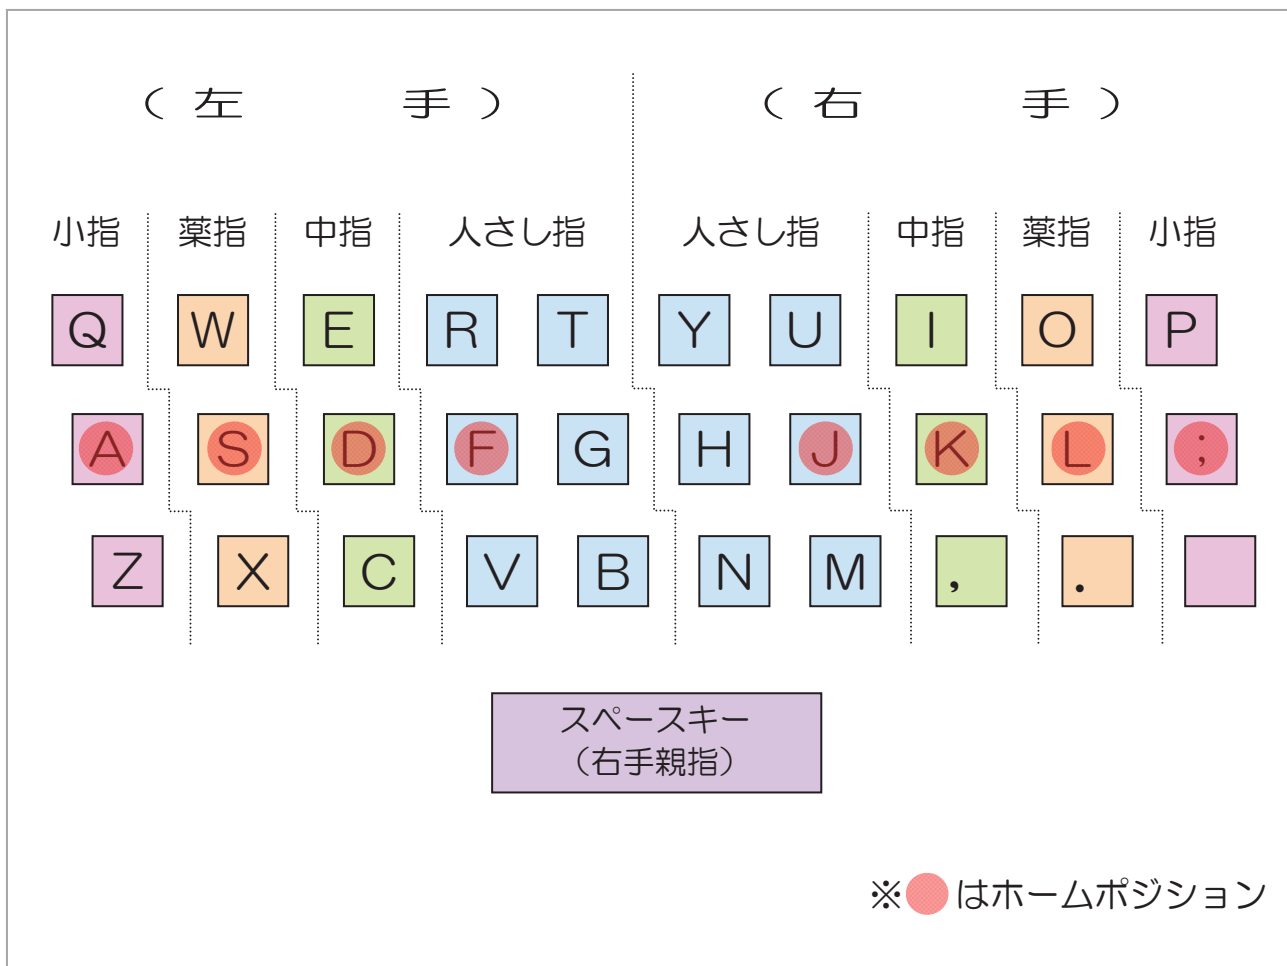 （左　手）　（右　手）
小指 薬指 中指 人さし指 人さし指 中指 薬指 小指
Q W E R T Y U I O P
A S D F G H J K L ;
Z X C V B N M , .
スペースキー
（右手親指）
※●はホームポジション